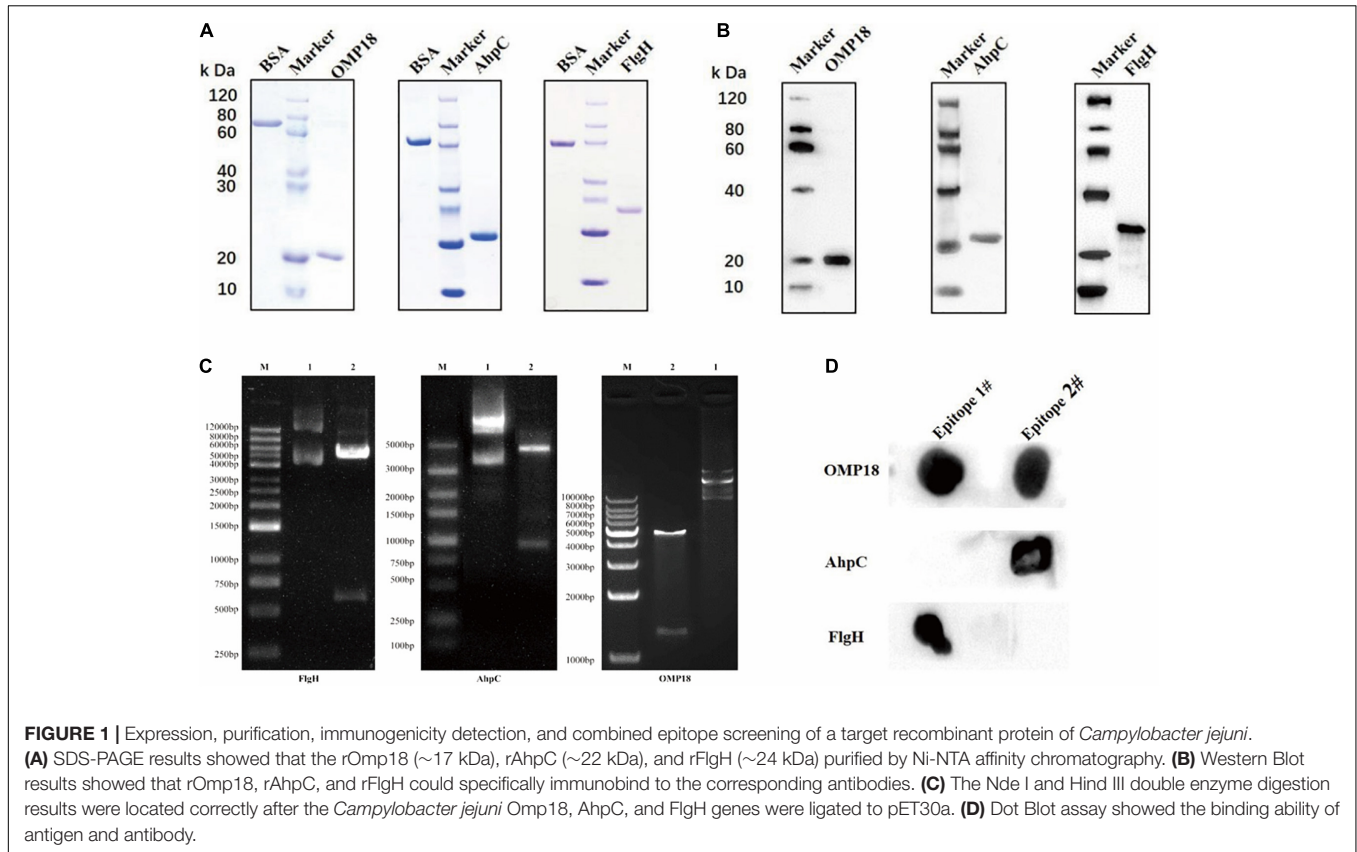 A
B
BSA Marker OMP18
BSA Marker AhpC
BSA Marker FlgH
Marker OMP18
Marker AhpC
Marker FlgH
k Da
120
80
60
40
30
20
10
k Da
120
80
60
40
20
10
C
M 1 2
M 1 2
M 2 1
12000bp
8000bp
6000bp
5000bp
4000bp
3000bp
2500bp
2000bp
1500bp
1000bp
750bp
500bp
250bp
FlgH
5000bp
3000bp
2000bp
1500bp
1000bp
750bp
500bp
250bp
100bp
AhpC
10000bp
8000bp
7000bp
6000bp
5000bp
4000bp
3000bp
2000bp
1000bp
OMP18
D
Epitope 1# Epitope 2#
OMP18
AhpC
FlgH
FIGURE 1 | Expression, purification, immunogenicity detection, and combined epitope screening of a target recombinant protein of Campylobacter jejuni.
(A) SDS-PAGE results showed that the rOmp18 (∼17 kDa), rAhpC (∼22 kDa), and rFlgH (∼24 kDa) purified by Ni-NTA affinity chromatography. (B) Western Blot
results showed that rOmp18, rAhpC, and rFlgH could specifically immunobind to the corresponding antibodies. (C) The Nde I and Hind III double enzyme digestion
results were located correctly after the Campylobacter jejuni Omp18, AhpC, and FlgH genes were ligated to pET30a. (D) Dot Blot assay showed the binding ability of
antigen and antibody.